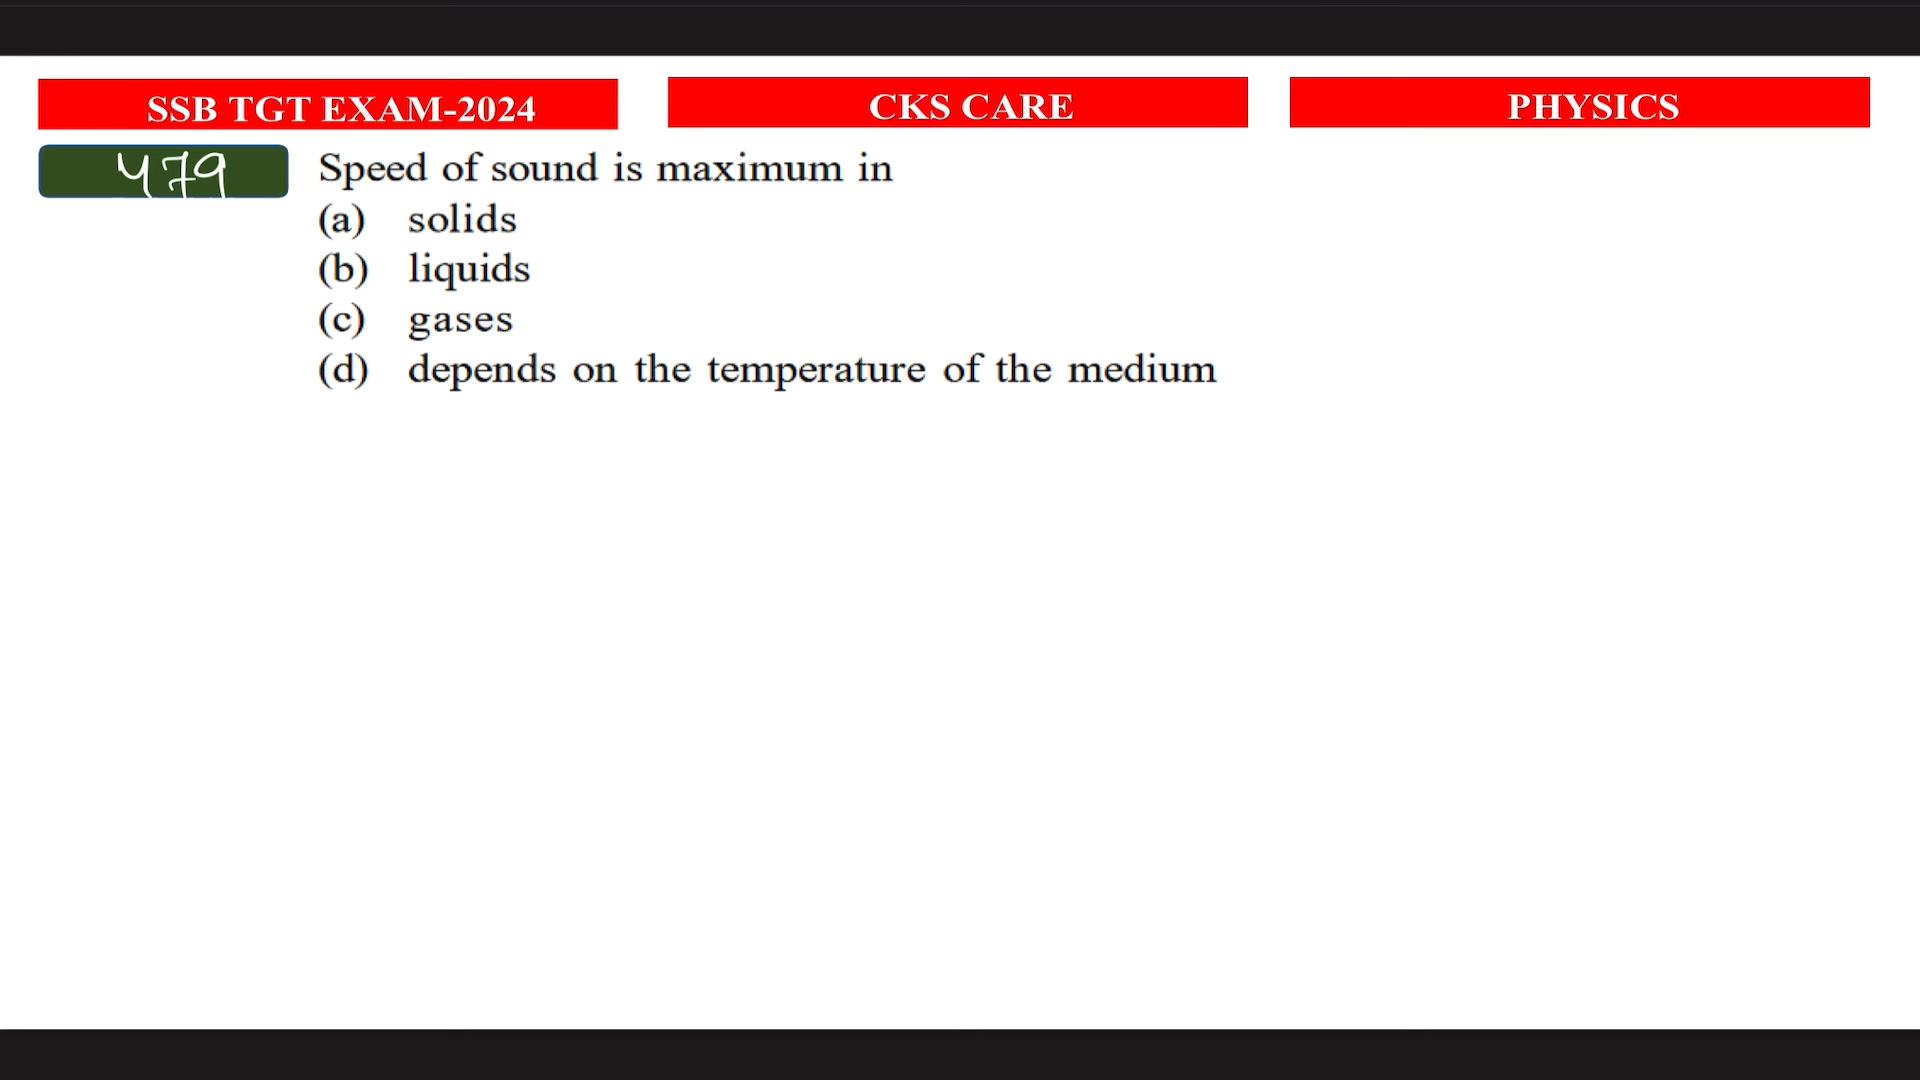 SSB TGT EXAM-2024
CKS CARE
PHYSICS
479
Speed of sound is maximum in
(a) solids
(b) liquids
(c) gases
(d) depends on the temperature of the medium